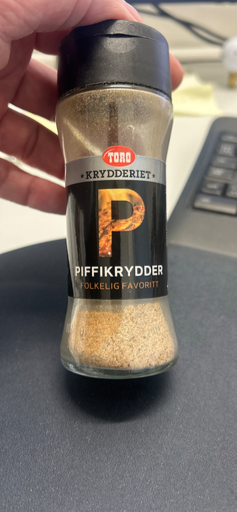 TORO
• KRYDDERIET •
P
PIFFIKRYDDER
FOLKELIG FAVORITT